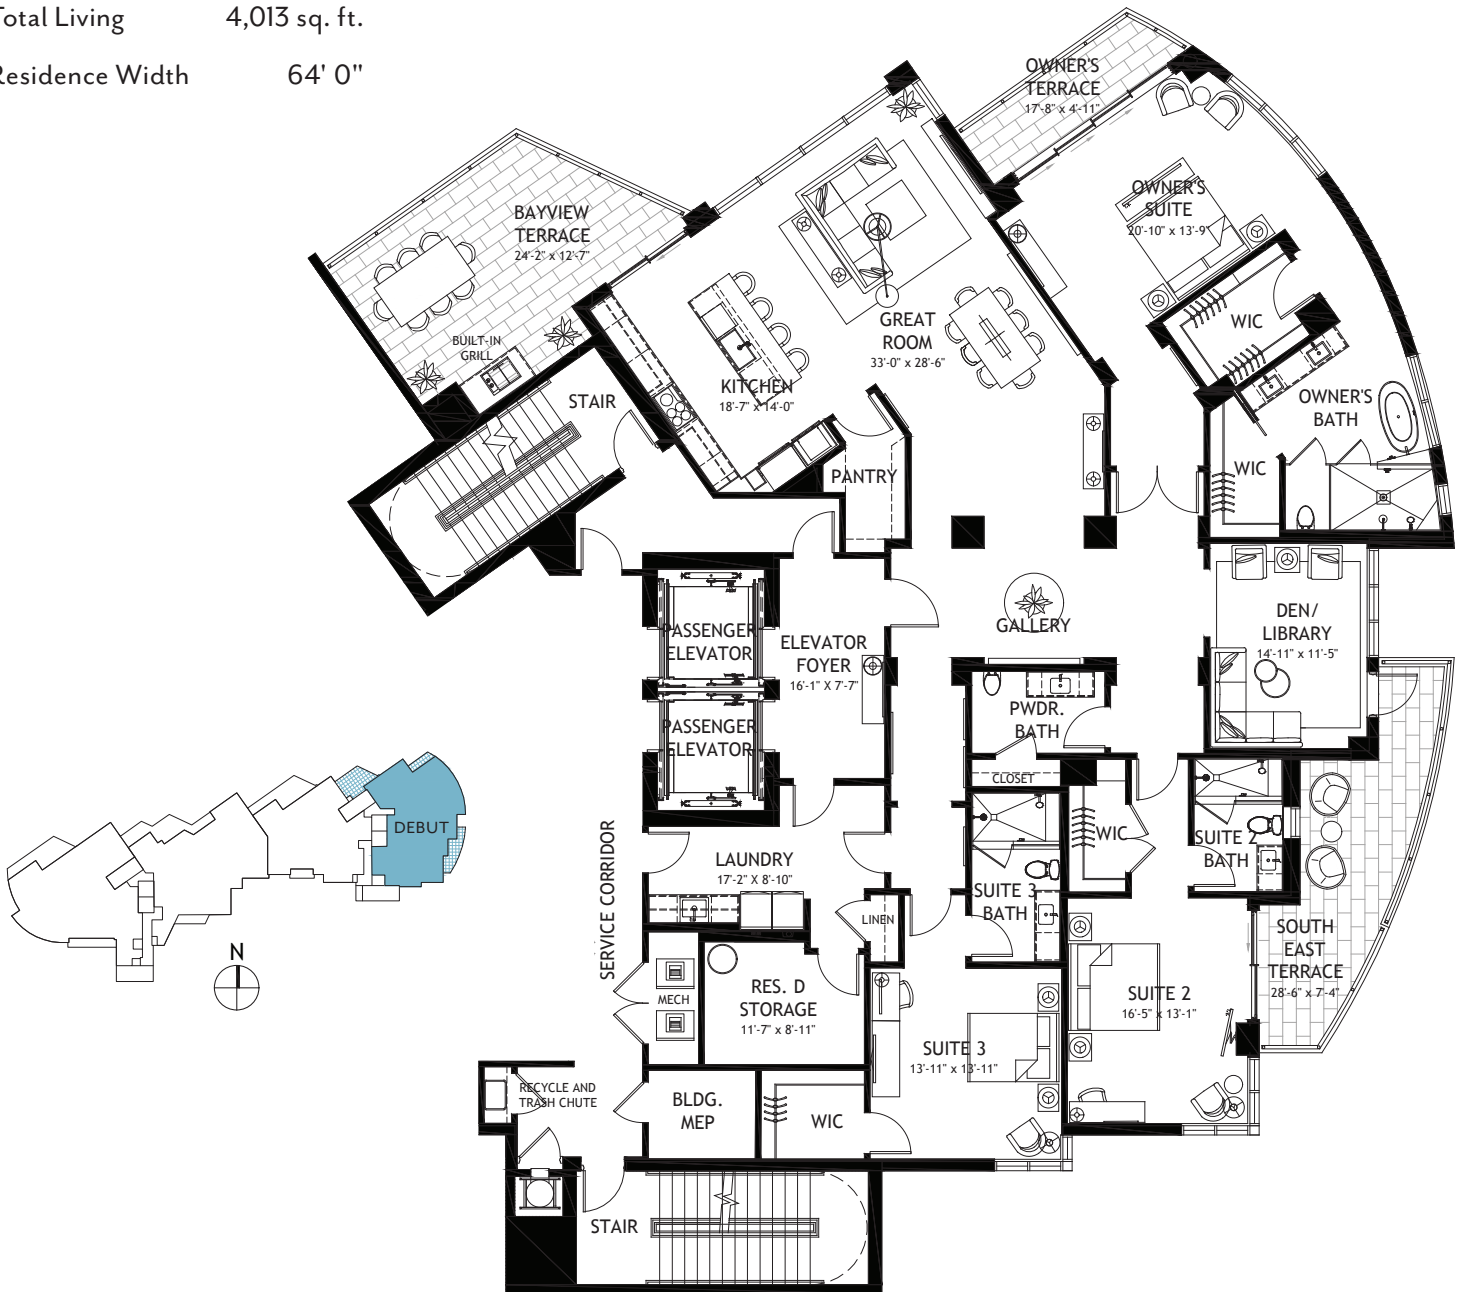 Total Living 4,013 sq. ft.
Residence Width 64' 0"
OWNER'S
TERRACE
17'-8" x 4'-11"
BAYVIEW
TERRACE
24'-2" x 12'-7"
OWNER'S
SUITE
20'-10" x 13'-9"
BUILT-IN
GRILL
GREAT
ROOM
33'-0" x 28'-6"
WIC
KITCHEN
18'-7" x 14'-0"
STAIR
OWNER'S
BATH
PANTRY
WIC
PASSENGER
ELEVATOR
ELEVATOR
FOYER
16'-1" X 7'-7"
GALLERY
DEN/
LIBRARY
14'-11" x 11'-5"
PASSENGER
ELEVATOR
PWDR.
BATH
CLOSET
DEBUT
N
SERVICE CORRIDOR
LAUNDRY
17'-2" X 8'-10"
WIC
SUITE 2
BATH
SUITE 3
BATH
LINEN
SOUTH
EAST
TERRACE
28'-6" x 7'-4"
MECH
RES. D
STORAGE
11'-7" x 8'-11"
SUITE 2
16'-5" x 13'-1"
SUITE 3
13'-11" x 13'-11"
RECYCLE AND
TRASH CHUTE
BLDG.
MEP
WIC
STAIR